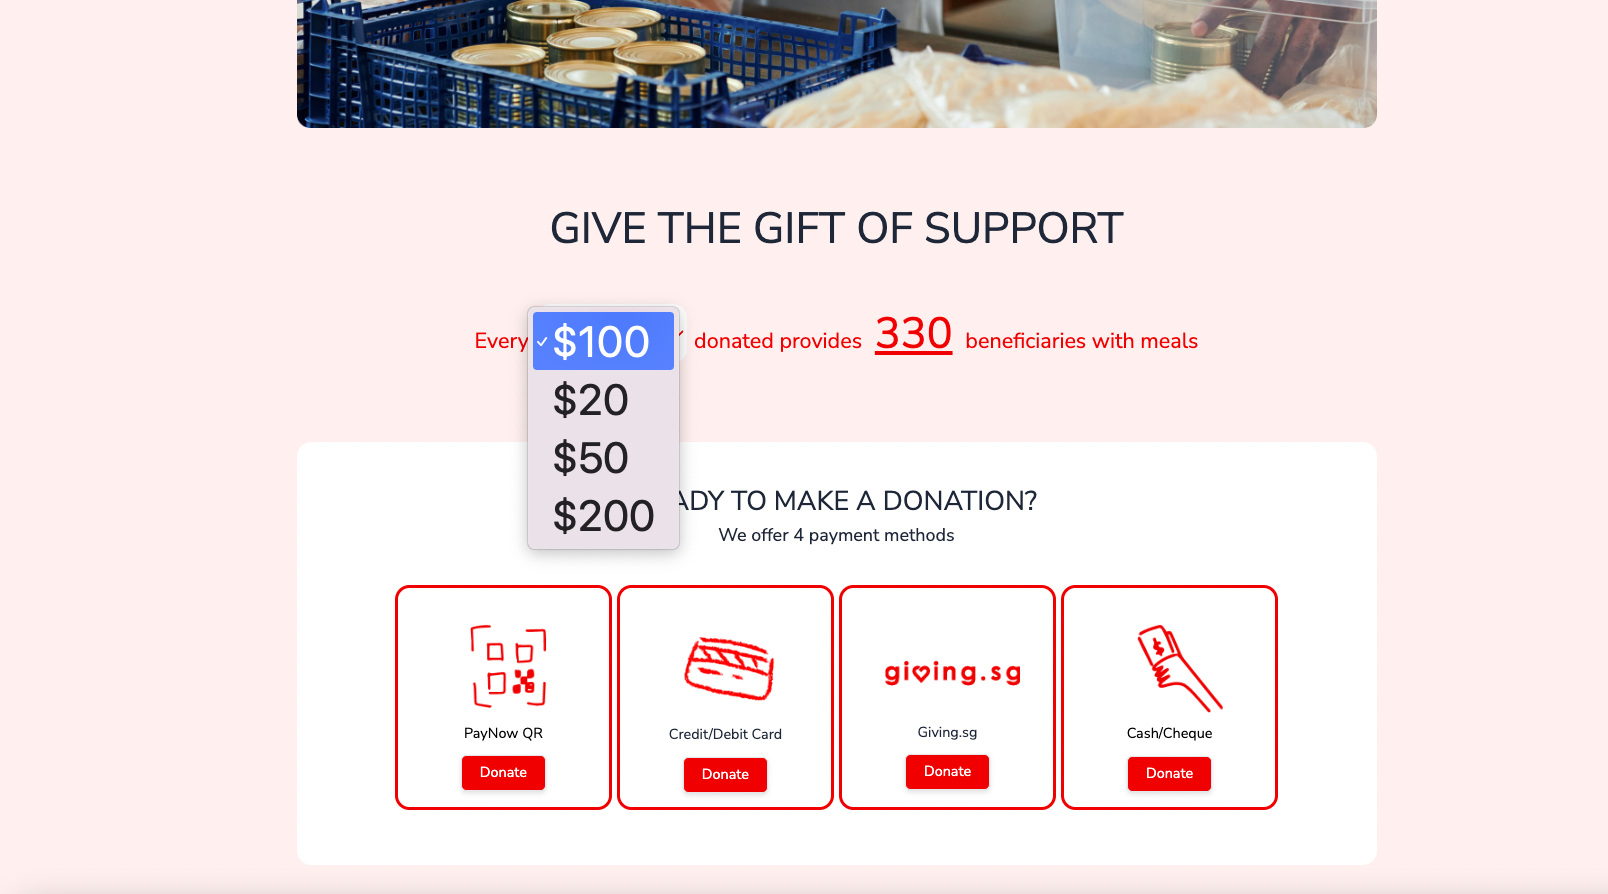 GIVE THE GIFT OF SUPPORT
Every $100 donated provides 330 beneficiaries with meals
$20
$50
$200
ADY TO MAKE A DONATION?
We offer 4 payment methods
giving.sg
PayNow QR
Credit/Debit Card
Giving.sg
Cash/Cheque
Donate
Donate
Donate
Donate